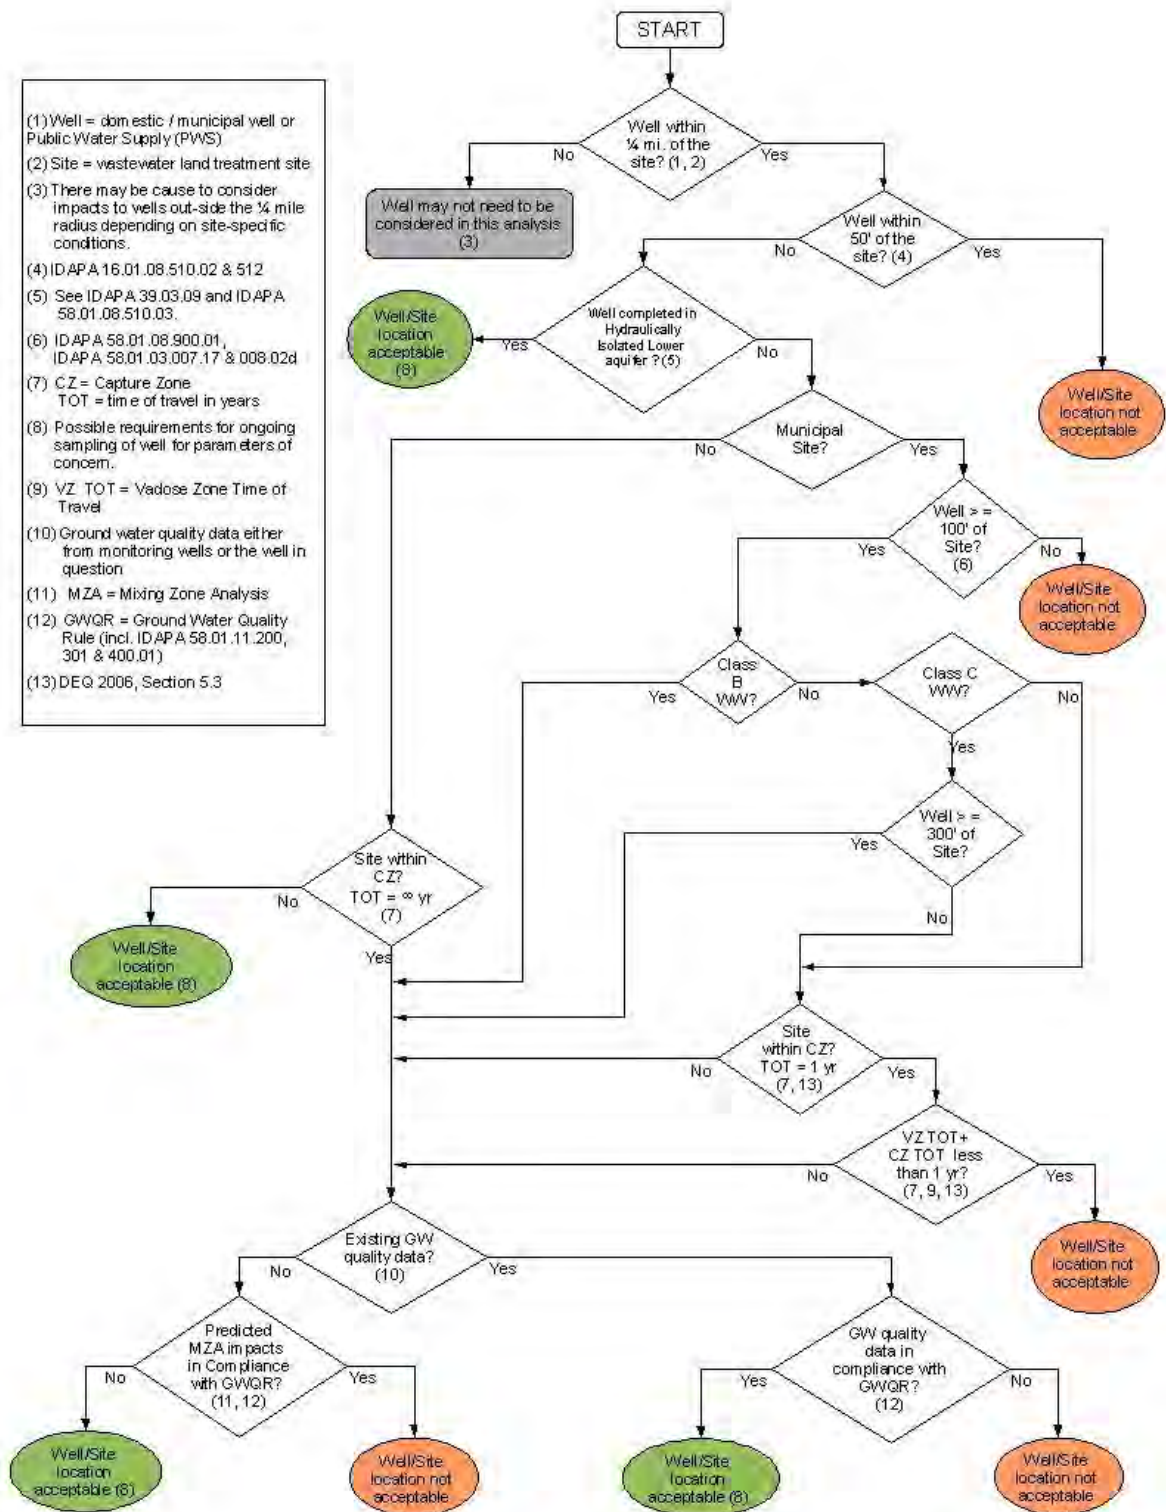 START
(1) Well = domestic / municipal well or
Public Water Supply (PWS)
(2) Site = wastewater land treatment site
(3) There may be cause to consider
impacts to wells out-side the ¼ mile
radius depending on site-specific
conditions.
(4) IDAPA 16.01.08.510.02 & 512
(5) See IDAPA 39.03.09 and IDAPA
58.01.08.510.03.
(6) IDAPA 58.01.08.900.01,
IDAPA 58.01.03.007.17 & 008.02d
(7) CZ = Capture Zone
TOT = time of travel in years
(8) Possible requirements for ongoing
sampling of well for parameters of
concern.
(9) VZ TOT = Vadose Zone Time of
Travel
(10) Ground water quality data either
from monitoring wells or the well in
question
(11) MZA = Mixing Zone Analysis
(12) GWQR = Ground Water Quality
Rule (incl. IDAPA 58.01.11.200,
301 & 400.01)
(13) DEQ 2006, Section 5.3
Well within
¼ mi. of the
site? (1, 2)
No
Yes
Well may not need to be
considered in this analysis
(3)
Well within
50' of the
site? (4)
No
Yes
Well/Site
location not
acceptable
Well completed in
Hydraulically
Isolated Lower
aquifer ? (5)
Yes
No
Well/Site
location
acceptable
(8)
Municipal
Site?
No
Yes
Well > =
100' of
Site?
(6)
Yes
No
Well/Site
location not
acceptable
Class
B
WW?
Yes
No
Class C
WW?
No
Yes
Well > =
300' of
Site?
Yes
No
Site within
CZ?
TOT = ∞ yr
(7)
No
Yes
Well/Site
location
acceptable (8)
Site
within CZ?
TOT = 1 yr
(7, 13)
No
Yes
VZ TOT+
CZ TOT less
than 1 yr?
(7, 9, 13)
No
Yes
Well/Site
location not
acceptable
Existing GW
quality data?
(10)
No
Yes
Predicted
MZA impacts
in Compliance
with GWQR?
(11, 12)
No
Yes
Well/Site
location
acceptable (8)
Well/Site
location not
acceptable
GW quality
data in
compliance with
GWQR?
(12)
Yes
No
Well/Site
location
acceptable (8)
Well/Site
location not
acceptable